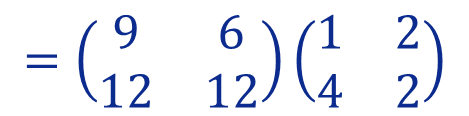 = (9 6) (1 2)
(12 12) (4 2)